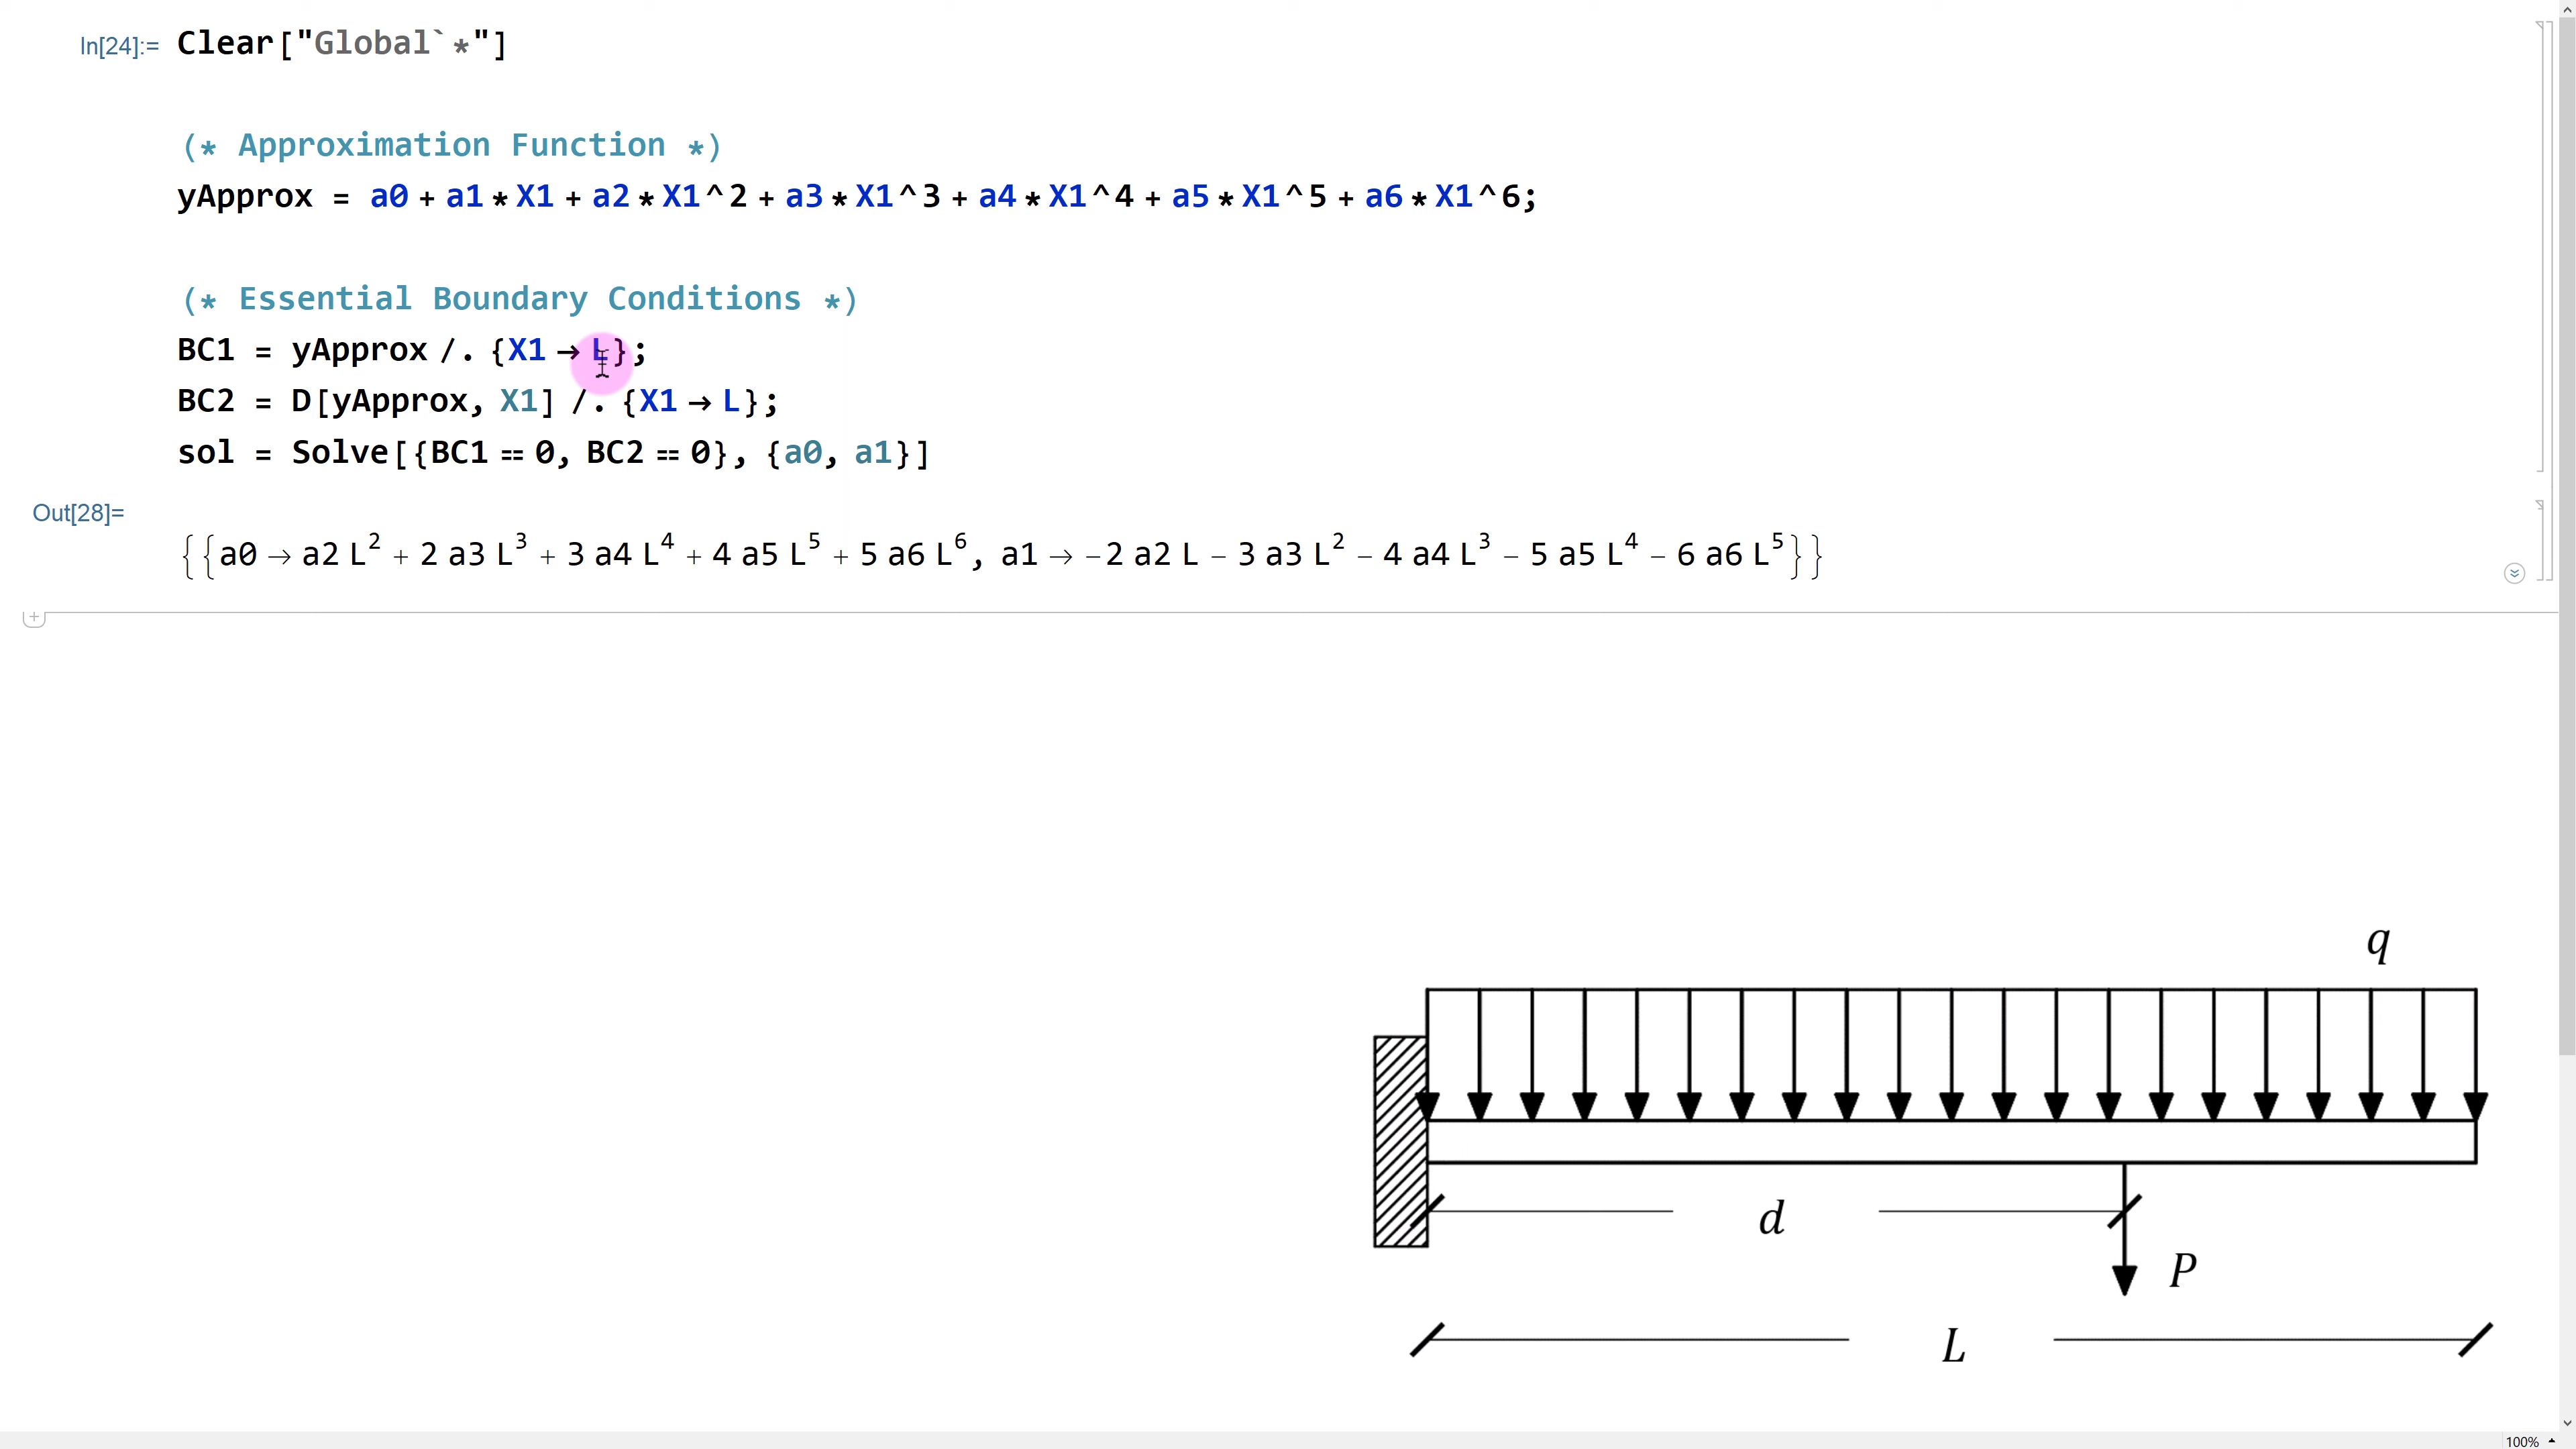 In[24]:= Clear["Global`*"]
(* Approximation Function *)
yApprox = a0 + a1 * X1 + a2 * X1^2 + a3 * X1^3 + a4 * X1^4 + a5 * X1^5 + a6 * X1^6;
(* Essential Boundary Conditions *)
BC1 = yApprox /. {X1 → L};
BC2 = D[yApprox, X1] /. {X1 → L};
sol = Solve[{BC1 == 0, BC2 == 0}, {a0, a1}]
Out[28]=
{{a0 → a2 L² + 2 a3 L³ + 3 a4 L⁴ + 4 a5 L⁵ + 5 a6 L⁶, a1 → -2 a2 L - 3 a3 L² - 4 a4 L³ - 5 a5 L⁴ - 6 a6 L⁵}}
q
d
P
L
100%